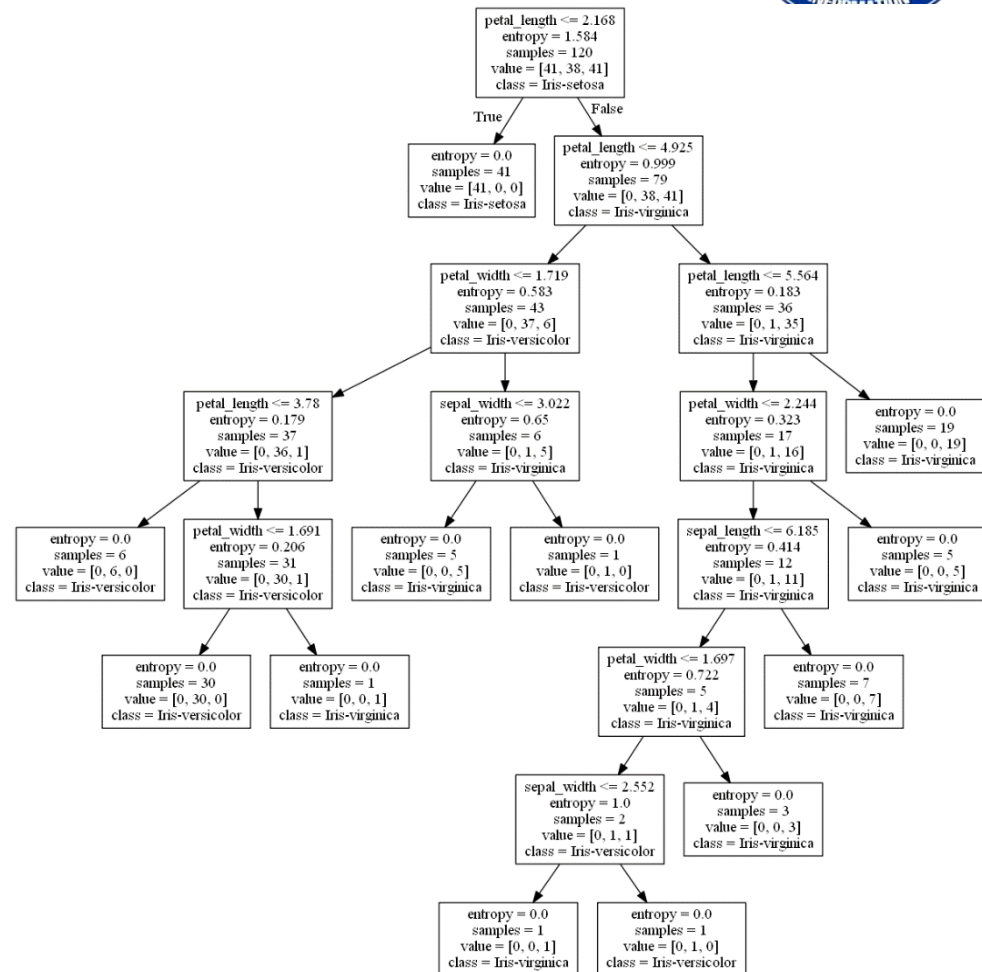 petal_length <= 2.168
entropy = 1.584
samples = 120
value = [41, 38, 41]
class = Iris-setosa
True
False
entropy = 0.0
samples = 41
value = [41, 0, 0]
class = Iris-setosa
petal_length <= 4.925
entropy = 0.999
samples = 79
value = [0, 38, 41]
class = Iris-virginica
petal_width <= 1.719
entropy = 0.583
samples = 43
value = [0, 37, 6]
class = Iris-versicolor
petal_length <= 5.564
entropy = 0.183
samples = 36
value = [0, 1, 35]
class = Iris-virginica
petal_length <= 3.78
entropy = 0.179
samples = 37
value = [0, 36, 1]
class = Iris-versicolor
sepal_width <= 3.022
entropy = 0.65
samples = 6
value = [0, 1, 5]
class = Iris-virginica
petal_width <= 2.244
entropy = 0.323
samples = 17
value = [0, 1, 16]
class = Iris-virginica
entropy = 0.0
samples = 19
value = [0, 0, 19]
class = Iris-virginica
entropy = 0.0
samples = 6
value = [0, 6, 0]
class = Iris-versicolor
petal_width <= 1.691
entropy = 0.206
samples = 31
value = [0, 30, 1]
class = Iris-versicolor
entropy = 0.0
samples = 5
value = [0, 0, 5]
class = Iris-virginica
entropy = 0.0
samples = 1
value = [0, 1, 0]
class = Iris-versicolor
sepal_length <= 6.185
entropy = 0.414
samples = 12
value = [0, 1, 11]
class = Iris-virginica
entropy = 0.0
samples = 5
value = [0, 0, 5]
class = Iris-virginica
entropy = 0.0
samples = 30
value = [0, 30, 0]
class = Iris-versicolor
entropy = 0.0
samples = 1
value = [0, 0, 1]
class = Iris-virginica
petal_width <= 1.697
entropy = 0.722
samples = 5
value = [0, 1, 4]
class = Iris-virginica
entropy = 0.0
samples = 7
value = [0, 0, 7]
class = Iris-virginica
sepal_width <= 2.552
entropy = 1.0
samples = 2
value = [0, 1, 1]
class = Iris-versicolor
entropy = 0.0
samples = 3
value = [0, 0, 3]
class = Iris-virginica
entropy = 0.0
samples = 1
value = [0, 0, 1]
class = Iris-virginica
entropy = 0.0
samples = 1
value = [0, 1, 0]
class = Iris-versicolor